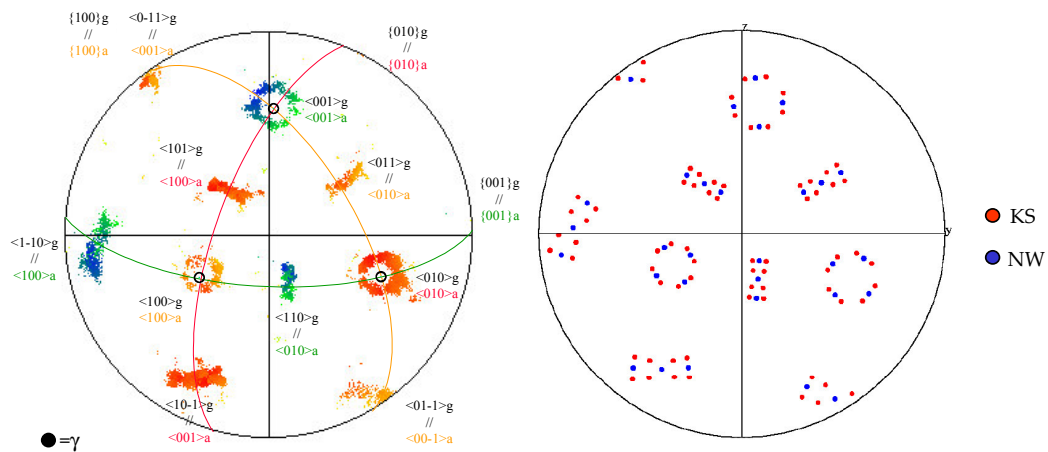 {100}g
//
{100}a
<0-11>g
//
<001>a
{010}g
//
{010}a
<001>g
<001>a
<101>g
//
<100>a
<011>g
//
<010>a
{001}g
//
{001}a
<1-10>g
//
<100>a
<100>g
<100>a
<110>g
//
<010>a
<010>g
<010>a
<10-1>g
//
<001>a
<01-1>g
//
<00-1>a
=γ
z
y
KS
NW